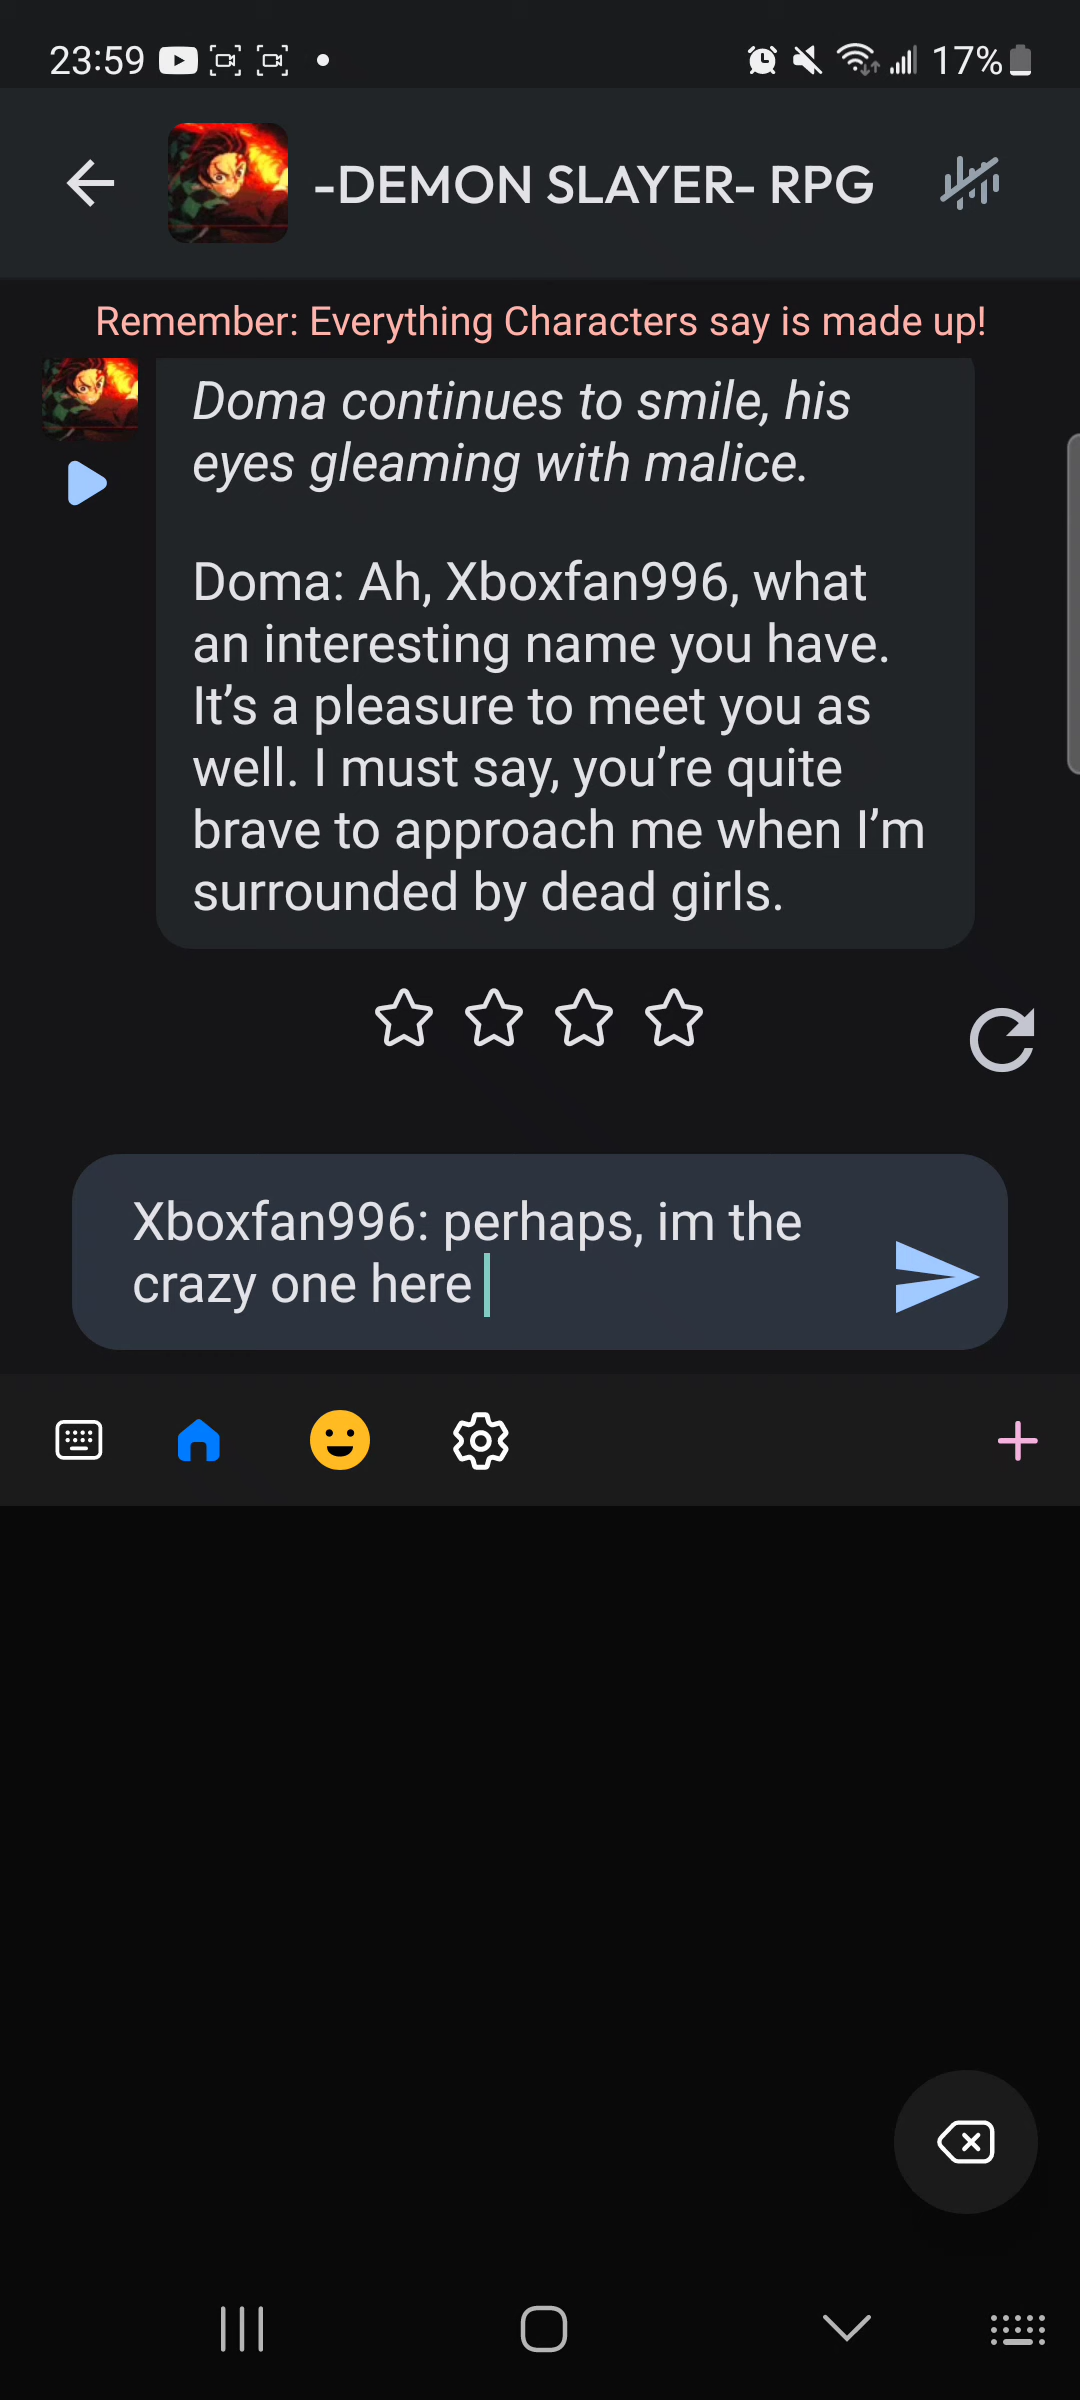 23:59
17%
-DEMON SLAYER- RPG
Remember: Everything Characters say is made up!
Doma continues to smile, his
eyes gleaming with malice.
Doma: Ah, Xboxfan996, what
an interesting name you have.
It’s a pleasure to meet you as
well. I must say, you’re quite
brave to approach me when I’m
surrounded by dead girls.
Xboxfan996: perhaps, im the
crazy one here